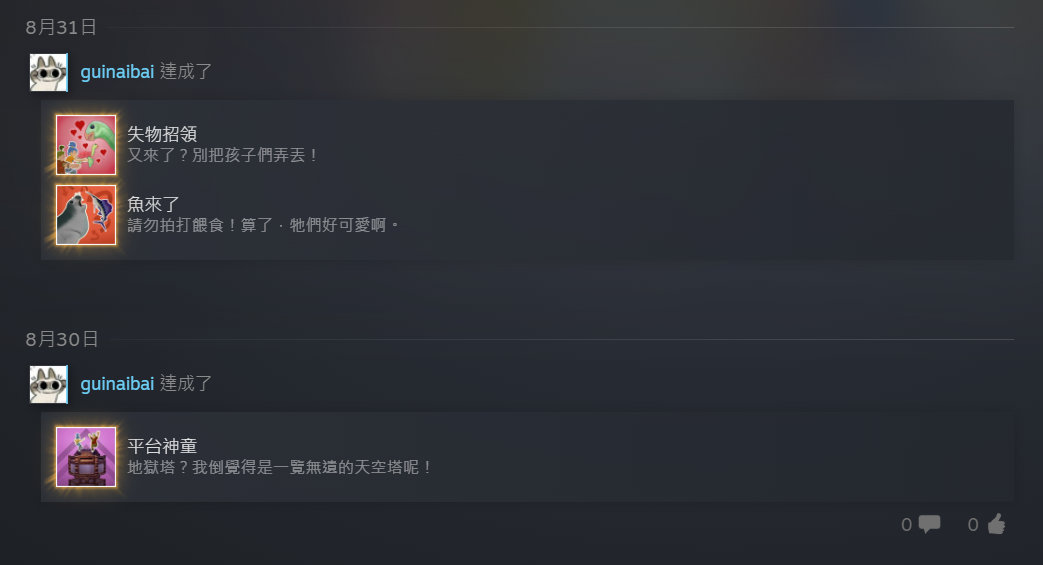 8月31日
guinaibai 達成了
失物招領
又來了？別把孩子們弄丟！
魚來了
請勿拍打餵食！算了，牠們好可愛啊。
8月30日
guinaibai 達成了
平台神童
地獄塔？我倒覺得是一覽無遺的天空塔呢！
0 0